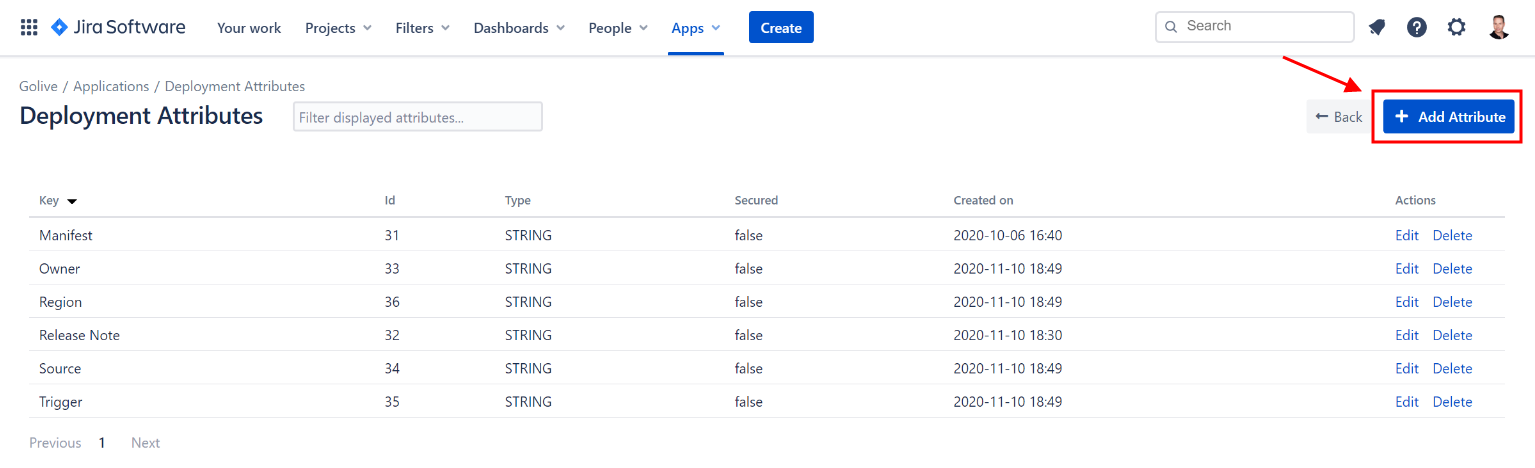 Jira Software Your work Projects Filters Dashboards People Apps Create Search
Golive / Applications / Deployment Attributes
Deployment Attributes Filter displayed attributes... ← Back + Add Attribute
Key Id Type Secured Created on Actions
Manifest 31 STRING false 2020-10-06 16:40 Edit Delete
Owner 33 STRING false 2020-11-10 18:49 Edit Delete
Region 36 STRING false 2020-11-10 18:49 Edit Delete
Release Note 32 STRING false 2020-11-10 18:30 Edit Delete
Source 34 STRING false 2020-11-10 18:49 Edit Delete
Trigger 35 STRING false 2020-11-10 18:49 Edit Delete
Previous 1 Next